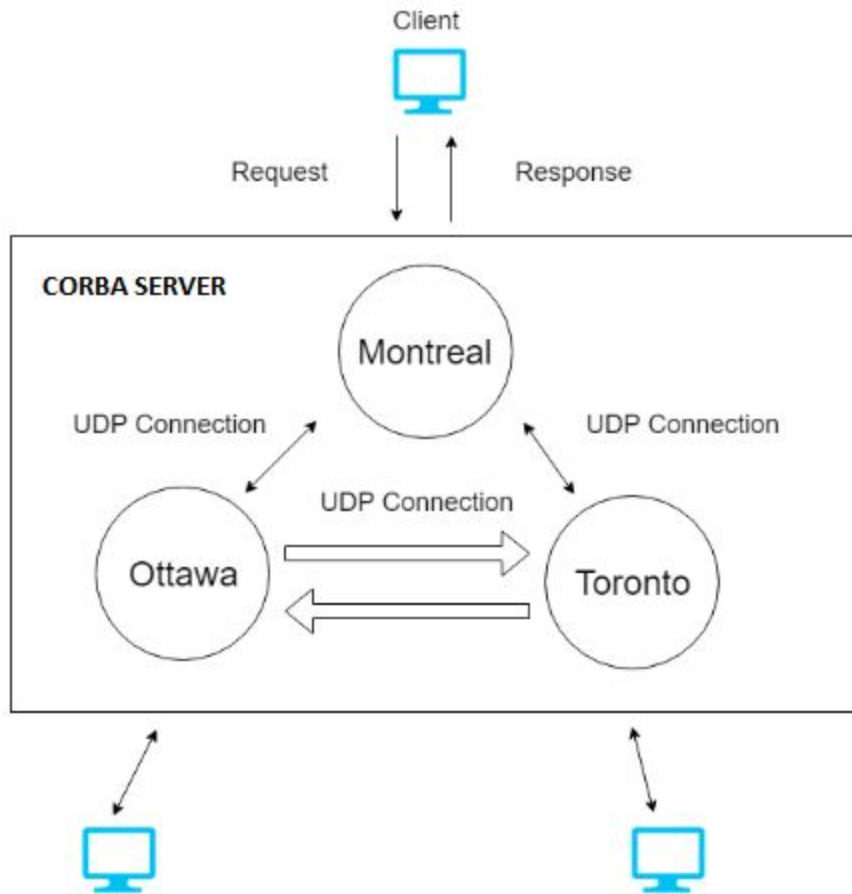 Client
Request
Response
CORBA SERVER
Montreal
UDP Connection
UDP Connection
UDP Connection
Ottawa
Toronto